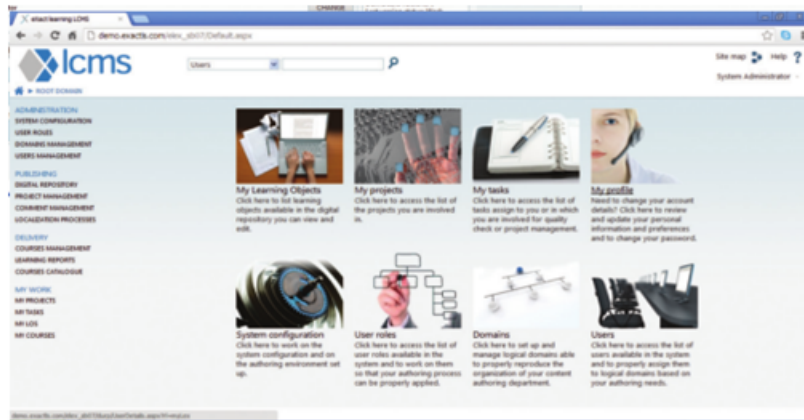 CHANGE
eXact learning LCMS
demo.exactls.com/elex_sb07/Default.aspx
lcms
Users
Site map
Help ?
System Administrator
ROOT DOMAIN
ADMINISTRATION
SYSTEM CONFIGURATION
USER ROLES
DOMAINS MANAGEMENT
USERS MANAGEMENT
PUBLISHING
DIGITAL REPOSITORY
PROJECT MANAGEMENT
COMMENT MANAGEMENT
LOCALIZATION PROCESSES
DELIVERY
COURSES MANAGEMENT
LEARNING REPORTS
COURSES CATALOGUE
MY WORK
MY PROJECTS
MY TASKS
MY LOS
MY COURSES
My Learning Objects
Click here to list learning
objects available in the digital
repository you can view and
edit.
My projects
Click here to access the list of
the projects you are involved
in.
My tasks
Click here to access the list of
tasks assign to you or in which
you are involved for quality
check or project management.
My profile
Need to change your account
details? Click here to review
and update your personal
information and preferences
and to change your password.
System configuration
Click here to work on the
system configuration and on
the authoring environment set
up.
User roles
Click here to access the list of
user roles available in the
system and to work on them
so that your authoring process
can be properly applied.
Domains
Click here to set up and
manage logical domains able
to properly reproduce the
organization of your content
authoring department.
Users
Click here to access the list of
users available in the system
and to properly assign them
to logical domains based on
your authoring needs.